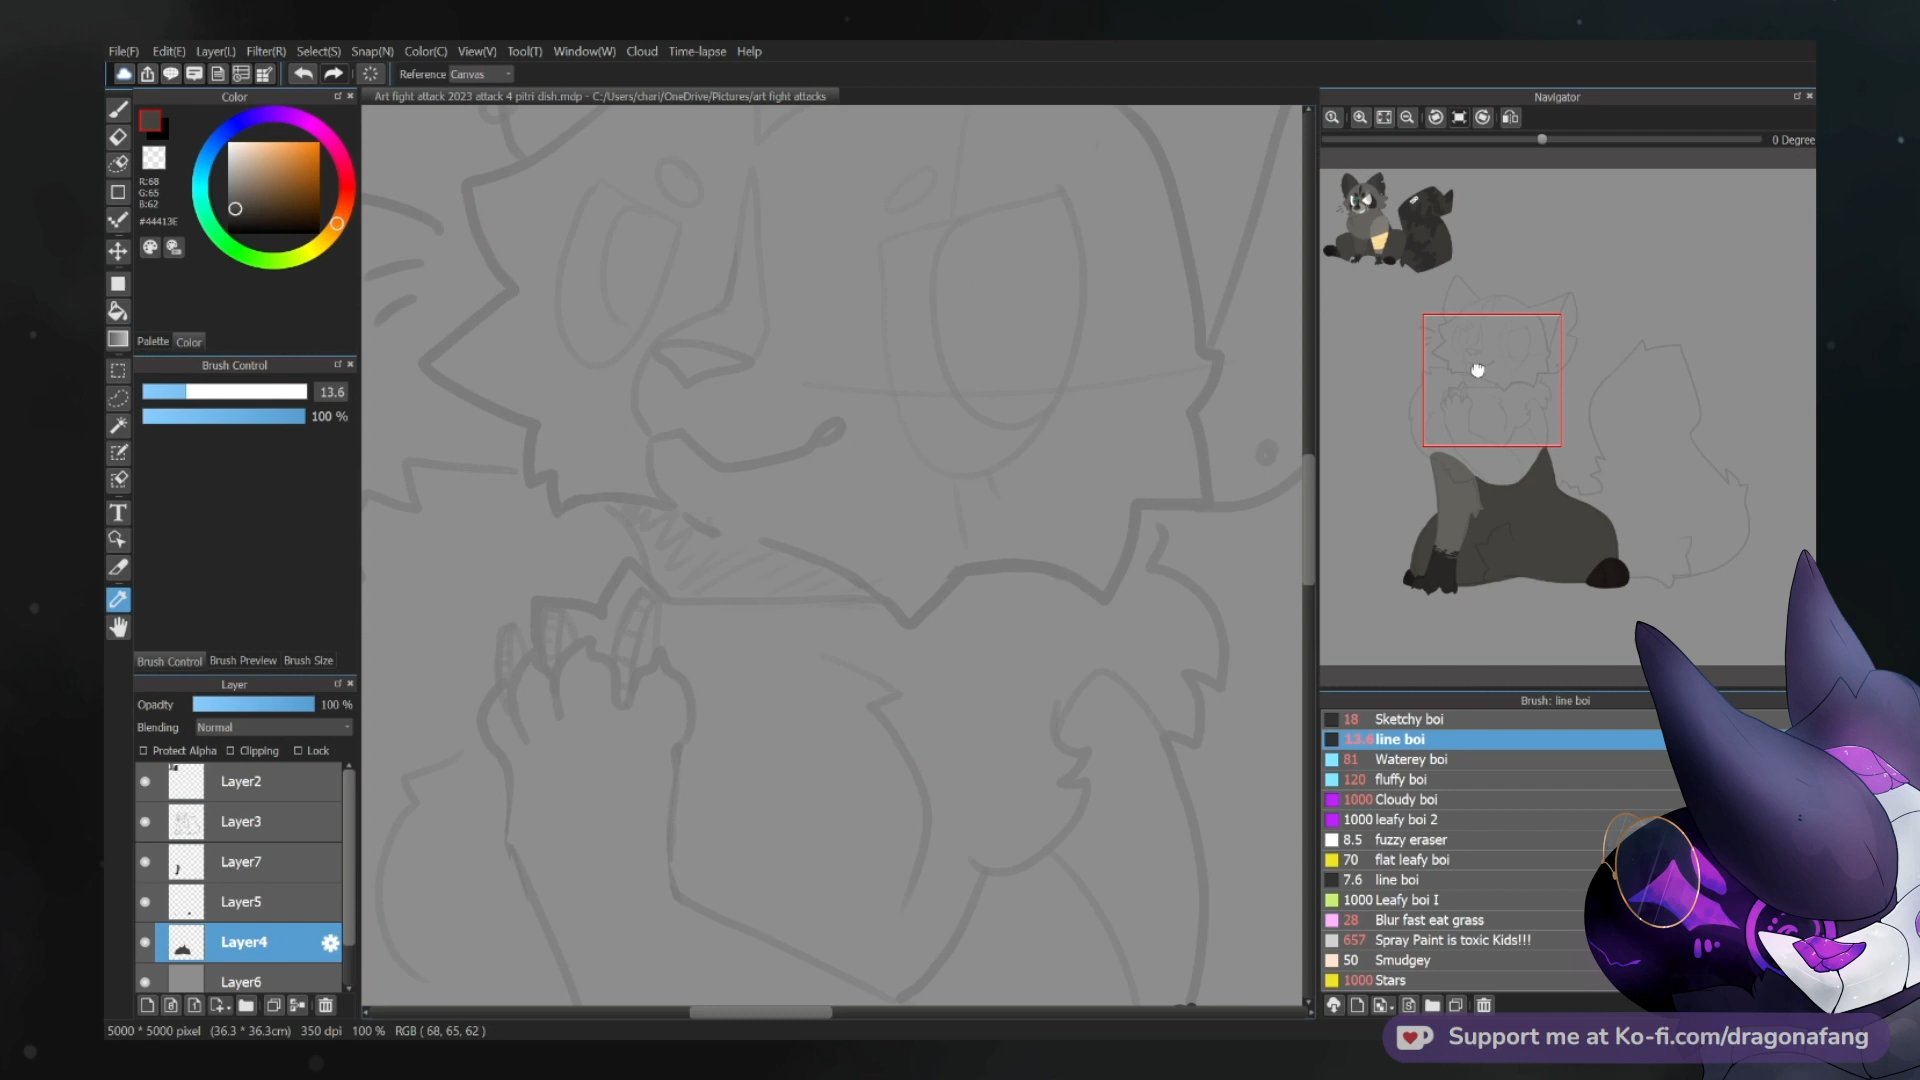 File(F) Edit(E) Layer(L) Filter(R) Select(S) Snap(N) Color(C) View(V) Tool(T) Window(W) Cloud Time-lapse Help
Reference Canvas
Color
Art fight attack 2023 attack 4 pitri dish.mdp - C:/Users/chari/OneDrive/Pictures/art fight attacks
Navigator
0 Degree
R:68
G:65
B:62
#44413E
Palette Color
Brush Control
13.6
100 %
Brush Control Brush Preview Brush Size
Layer
Opacity 100 %
Blending Normal
Protect Alpha Clipping Lock
Layer2
Layer3
Layer7
Layer5
Layer4
Layer6
Brush: line boi
18 Sketchy boi
13.6 line boi
81 Waterey boi
120 fluffy boi
1000 Cloudy boi
1000 leafy boi 2
8.5 fuzzy eraser
70 flat leafy boi
7.6 line boi
1000 Leafy boi I
28 Blur fast eat grass
657 Spray Paint is toxic Kids!!!
50 Smudgey
1000 Stars
5000 * 5000 pixel (36.3 * 36.3cm) 350 dpi 100 % RGB ( 68, 65, 62 )
Support me at Ko-fi.com/dragonafang